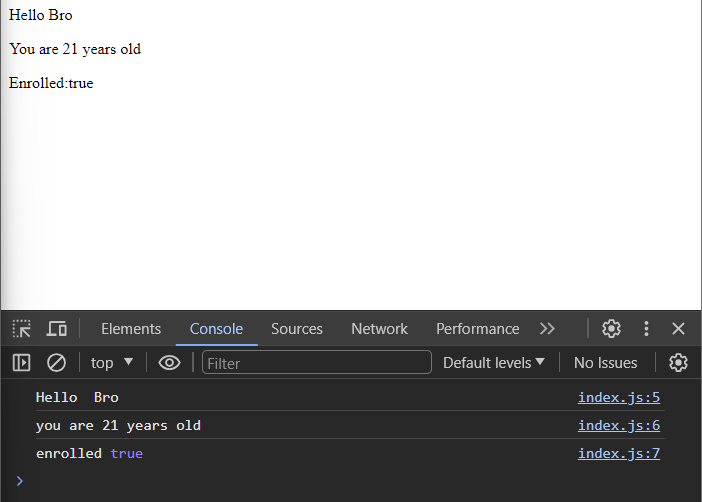 Hello Bro
You are 21 years old
Enrolled:true
Elements Console Sources Network Performance
top Filter Default levels No Issues
Hello  Bro index.js:5
you are 21 years old index.js:6
enrolled true index.js:7